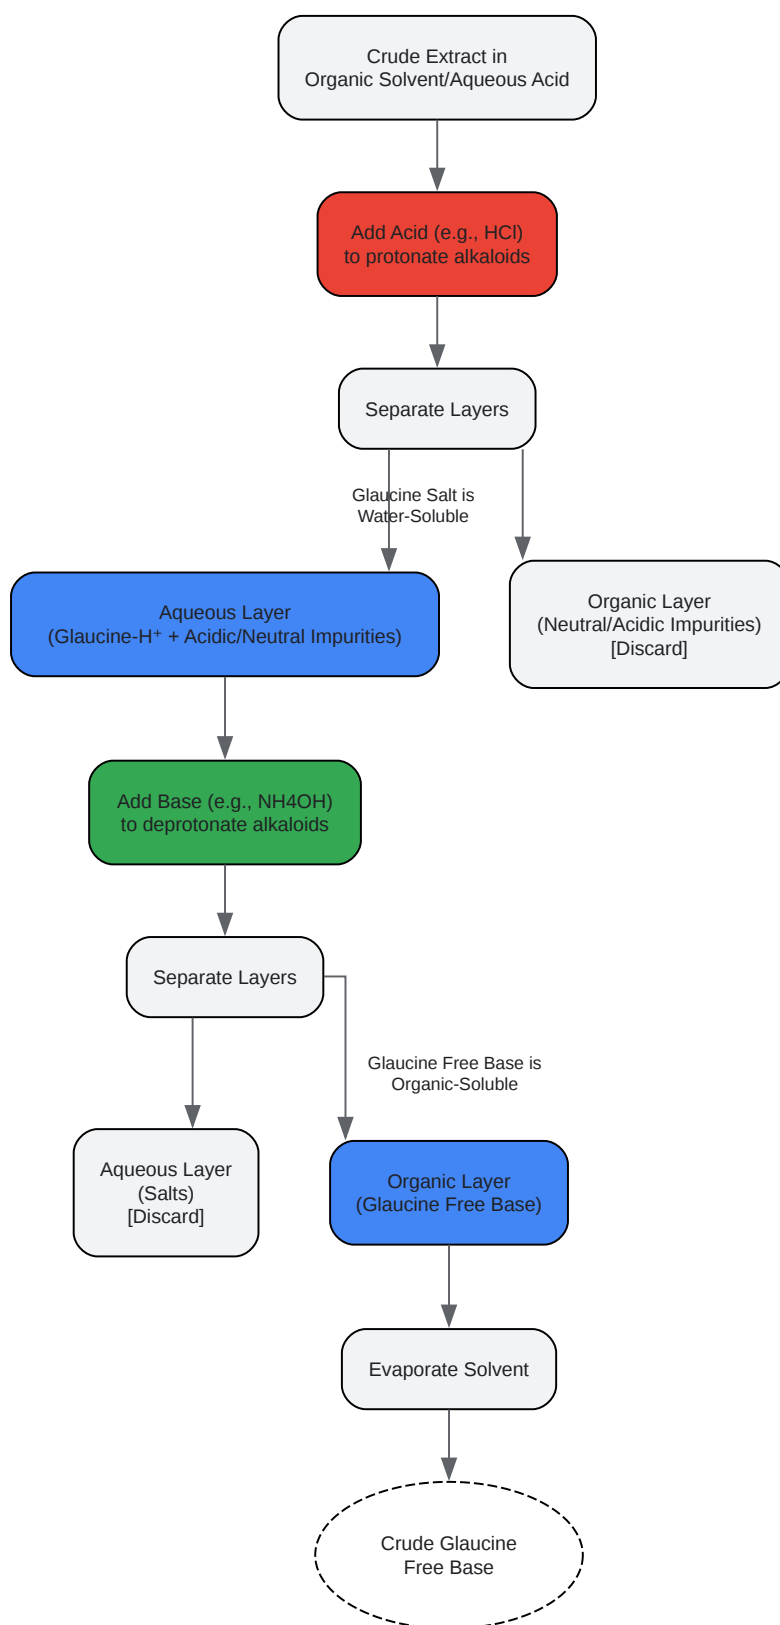 Crude Extract in
Organic Solvent/Aqueous Acid
Add Acid (e.g., HCl)
to protonate alkaloids
Separate Layers
Glaucine Salt is
Water-Soluble
Aqueous Layer
(Glaucine-H⁺ + Acidic/Neutral Impurities)
Organic Layer
(Neutral/Acidic Impurities)
[Discard]
Add Base (e.g., NH4OH)
to deprotonate alkaloids
Separate Layers
Glaucine Free Base is
Organic-Soluble
Aqueous Layer
(Salts)
[Discard]
Organic Layer
(Glaucine Free Base)
Evaporate Solvent
Crude Glaucine
Free Base